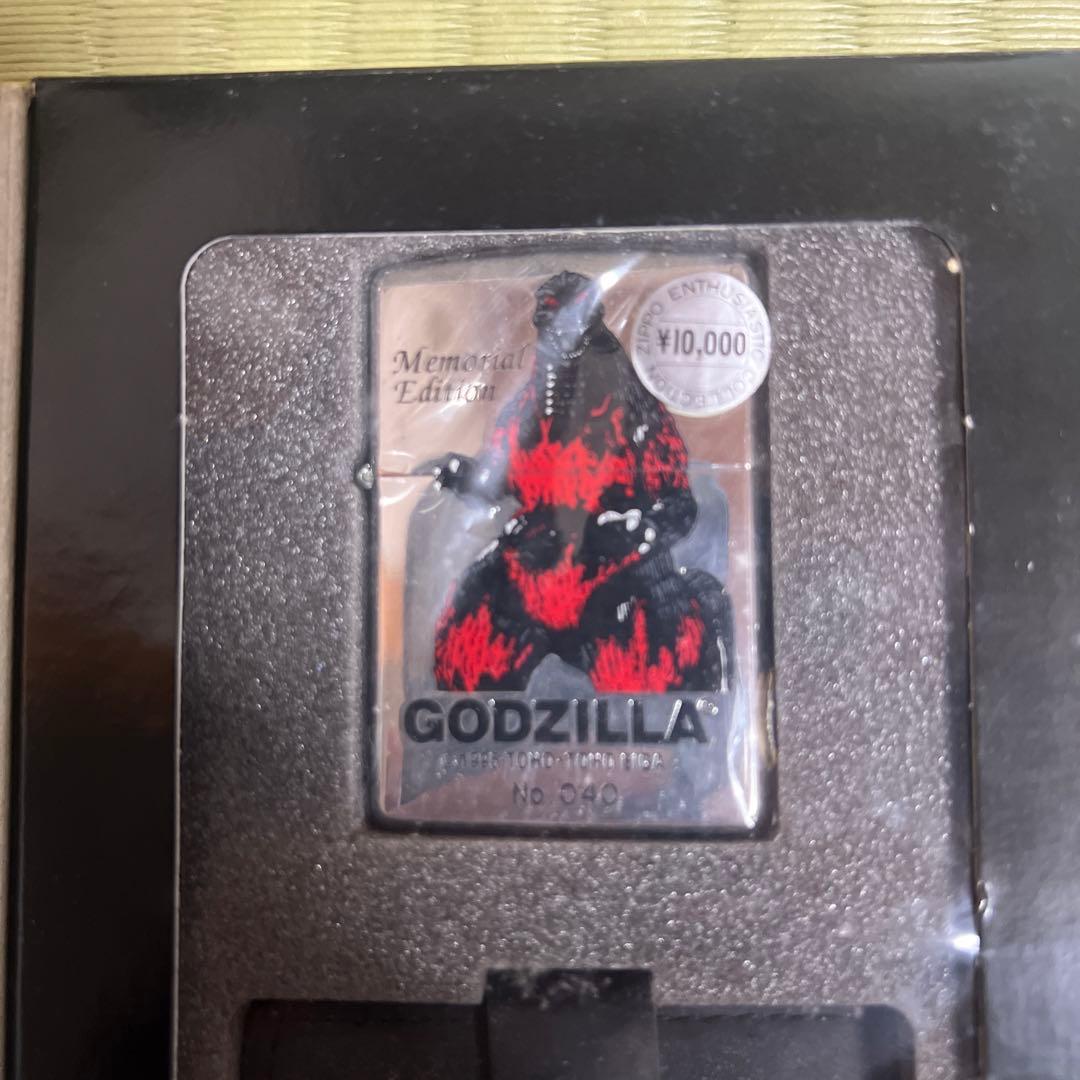 ZIPPO ENTHUSIASTIC COLLECTION
¥10,000
Memorial
Edition
GODZILLA
No. 040